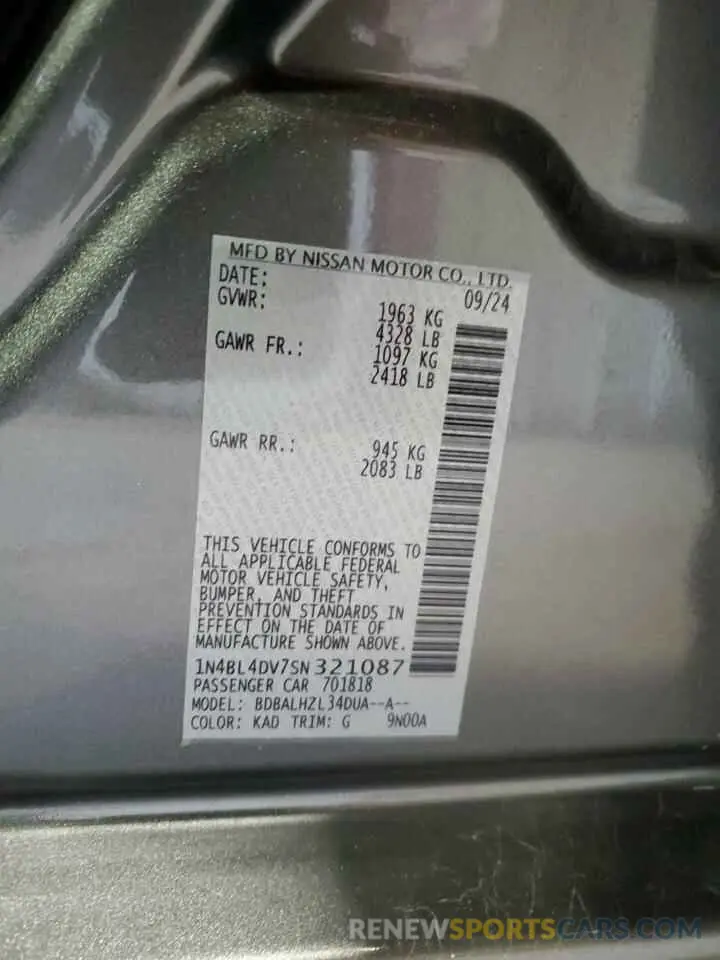 MFD BY NISSAN MOTOR CO., LTD.
DATE: 09/24
GVWR: 1963 KG
4328 LB
GAWR FR.: 1097 KG
2418 LB
GAWR RR.: 945 KG
2083 LB
THIS VEHICLE CONFORMS TO
ALL APPLICABLE FEDERAL
MOTOR VEHICLE SAFETY,
BUMPER, AND THEFT
PREVENTION STANDARDS IN
EFFECT ON THE DATE OF
MANUFACTURE SHOWN ABOVE.
1N4BL4DV7SN321087
PASSENGER CAR 701818
MODEL: BDBALHZL34DUA--A--
COLOR: KAD TRIM: G 9N00A
RENEWSPORTSCARS.COM